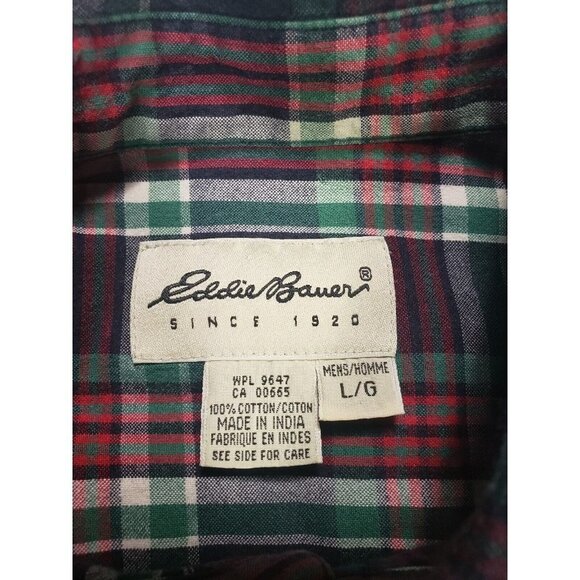 Eddie Bauer®
SINCE 1920
WPL 9647
CA 00665
100% COTTON/COTON
MADE IN INDIA
FABRIQUE EN INDES
SEE SIDE FOR CARE
MENS/HOMME
L/G